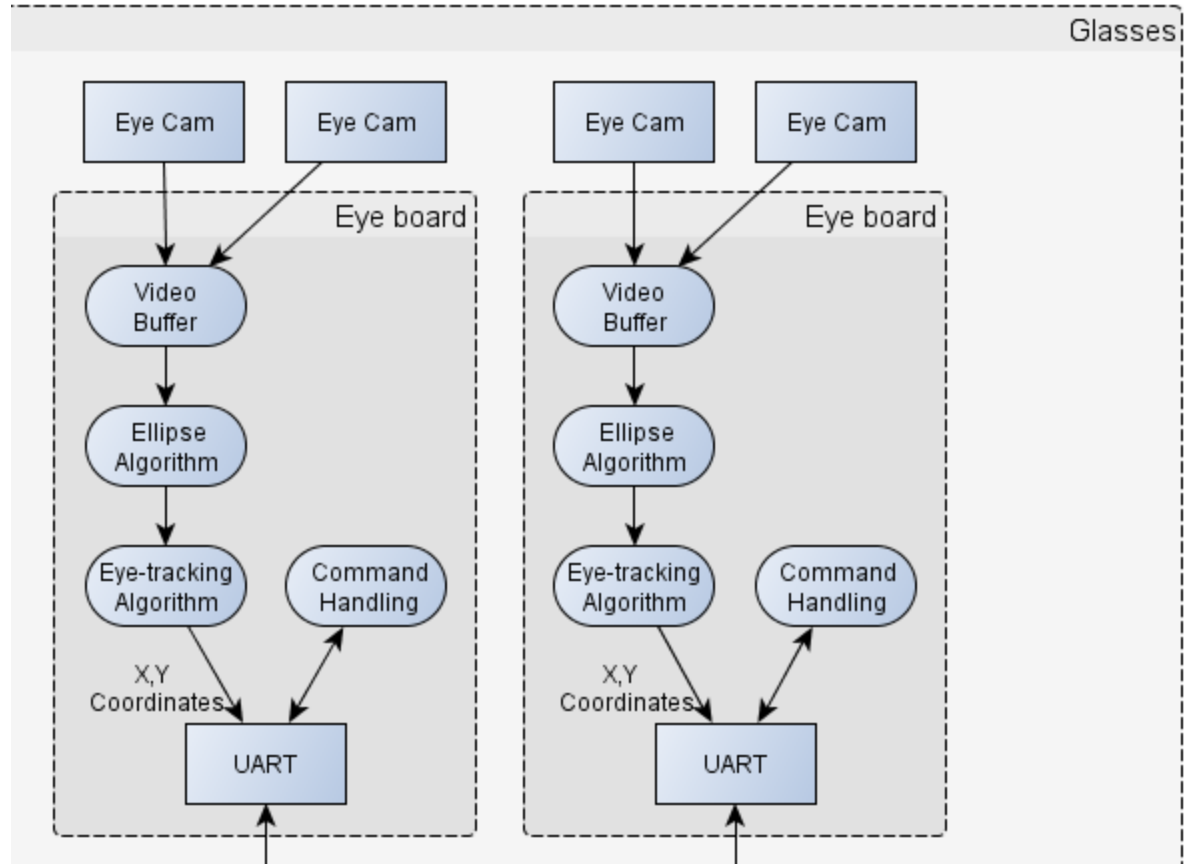 Glasses
Eye Cam
Eye Cam
Eye Cam
Eye Cam
Eye board
Eye board
Video
Buffer
Video
Buffer
Ellipse
Algorithm
Ellipse
Algorithm
Eye-tracking
Algorithm
Command
Handling
Eye-tracking
Algorithm
Command
Handling
X,Y
Coordinates
X,Y
Coordinates
UART
UART